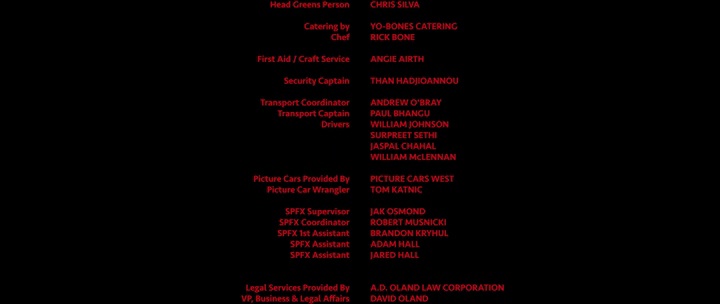 Head Greens Person CHRIS SILVA
Catering by YO-BONES CATERING
Chef RICK BONE
First Aid / Craft Service ANGIE AIRTH
Security Captain THAN HADJIOANNOU
Transport Coordinator ANDREW O'BRAY
Transport Captain PAUL BHANGU
Drivers WILLIAM JOHNSON
SURPREET SETHI
JASPAL CHAHAL
WILLIAM McLENNAN
Picture Cars Provided By PICTURE CARS WEST
Picture Car Wrangler TOM KATNIC
SPFX Supervisor JAK OSMOND
SPFX Coordinator ROBERT MUSNICKI
SPFX 1st Assistant BRANDON KRYHUL
SPFX Assistant ADAM HALL
SPFX Assistant JARED HALL
Legal Services Provided By A.D. OLAND LAW CORPORATION
VP, Business & Legal Affairs DAVID OLAND